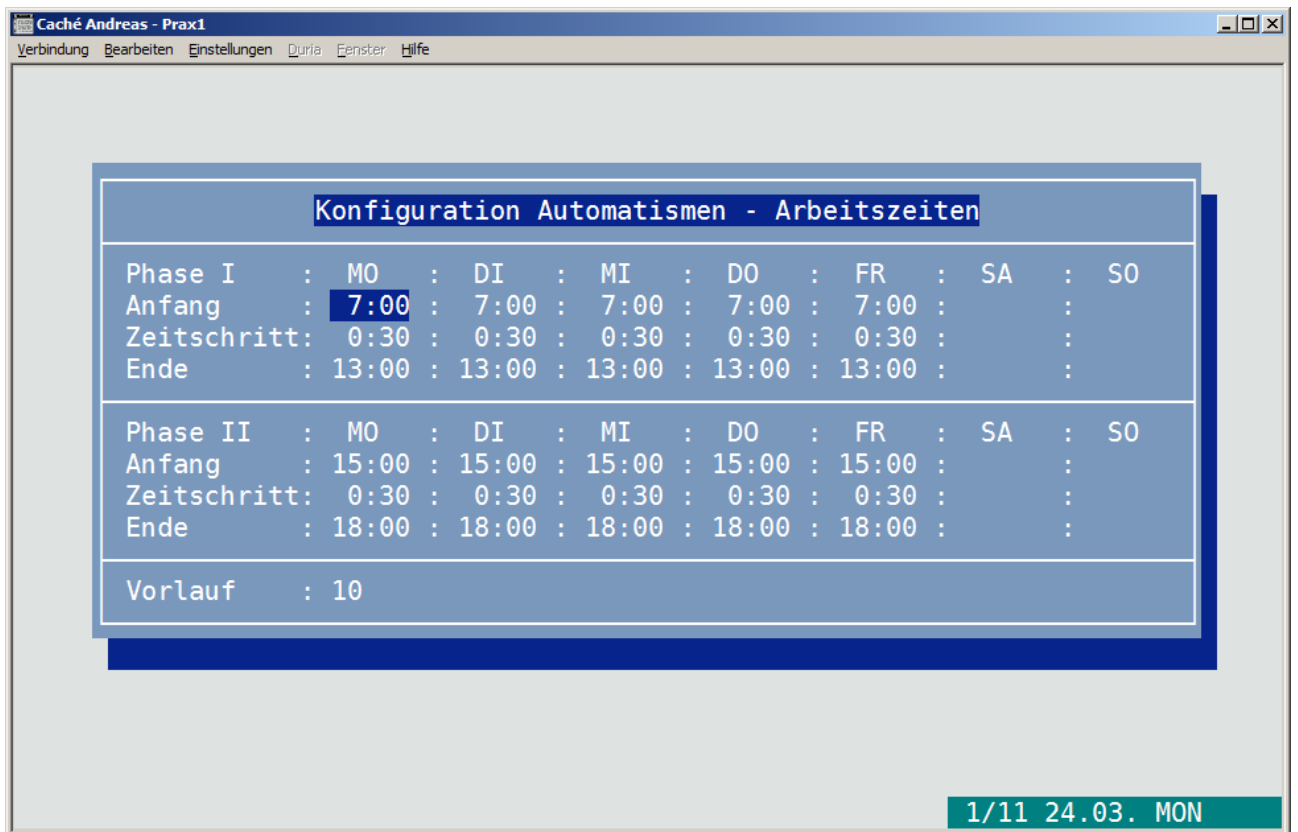 Caché Andreas - Prax1
Verbindung Bearbeiten Einstellungen Duria Fenster Hilfe
Konfiguration Automatismen - Arbeitszeiten
Phase I : MO : DI : MI : DO : FR : SA : SO
Anfang : 7:00 : 7:00 : 7:00 : 7:00 : 7:00 : :
Zeitschritt: 0:30 : 0:30 : 0:30 : 0:30 : 0:30 : :
Ende : 13:00 : 13:00 : 13:00 : 13:00 : 13:00 : :
Phase II : MO : DI : MI : DO : FR : SA : SO
Anfang : 15:00 : 15:00 : 15:00 : 15:00 : 15:00 : :
Zeitschritt: 0:30 : 0:30 : 0:30 : 0:30 : 0:30 : :
Ende : 18:00 : 18:00 : 18:00 : 18:00 : 18:00 : :
Vorlauf : 10
1/11 24.03. MON